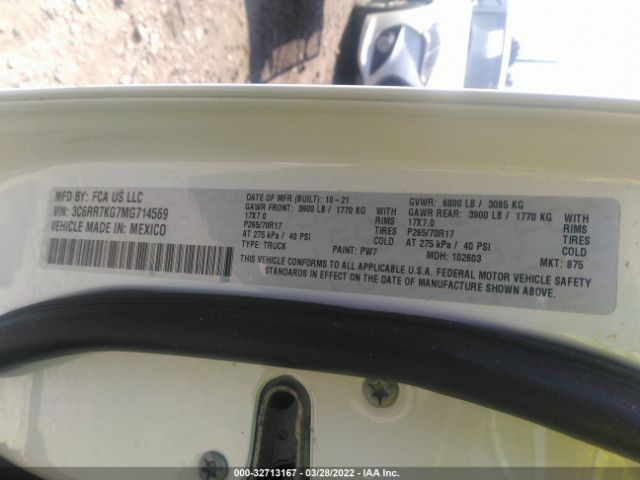 MFD BY: FCA US LLC
VIN: 3C6RR7KG7MG714569
VEHICLE MADE IN: MEXICO
DATE OF MFR (BUILT): 10-21
GAWR FRONT: 3900 LB / 1770 KG WITH
17X7.0 RIMS
P265/70R17 TIRES
AT 275 kPa / 40 PSI COLD
TYPE: TRUCK PAINT: PW7
GVWR: 6800 LB / 3085 KG
GAWR REAR: 3900 LB / 1770 KG WITH
17X7.0 RIMS
P265/70R17 TIRES
AT 275 kPa / 40 PSI COLD
MDH: 102603 MKT: 875
THIS VEHICLE CONFORMS TO ALL APPLICABLE U.S.A. FEDERAL MOTOR VEHICLE SAFETY
STANDARDS IN EFFECT ON THE DATE OF MANUFACTURE SHOWN ABOVE.
000-32713167 - 03/28/2022 - IAA Inc.